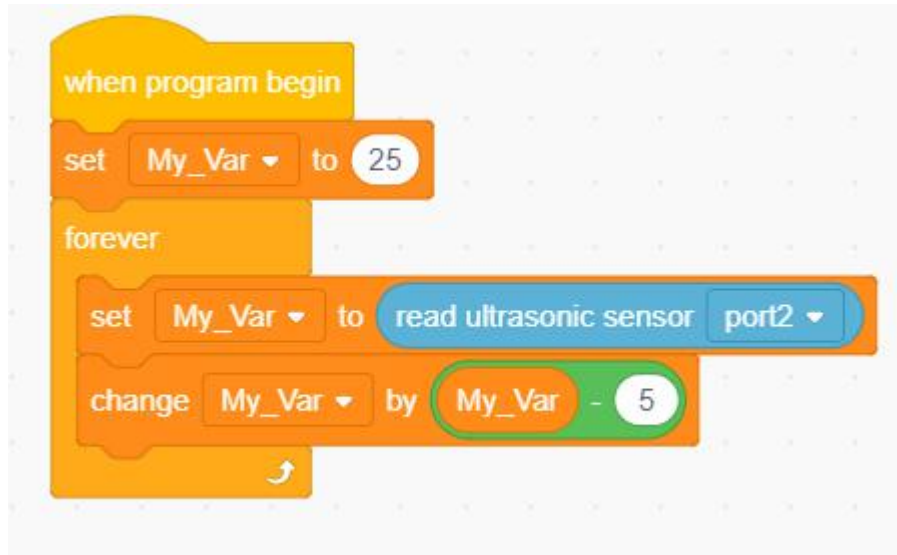 when program begin
set My_Var to 25
forever
set My_Var to read ultrasonic sensor port2
change My_Var by My_Var - 5